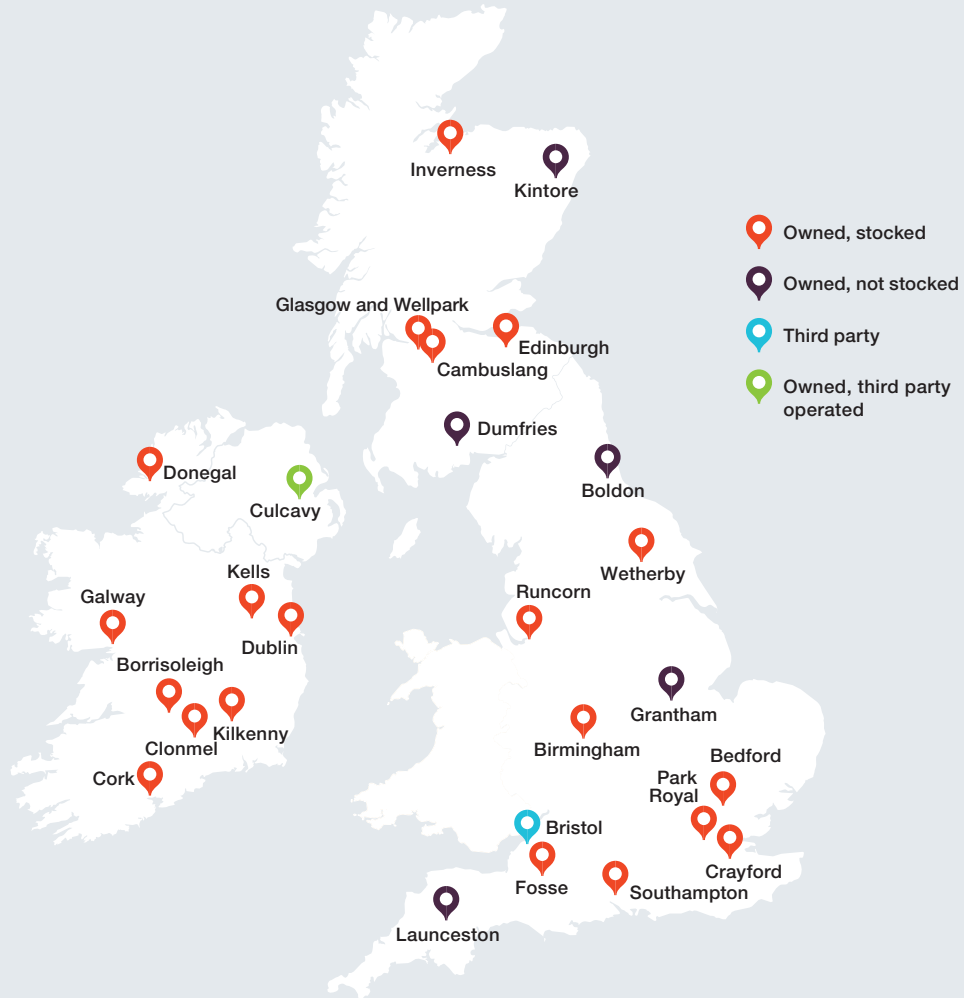 Inverness
Kintore
Owned, stocked
Owned, not stocked
Third party
Owned, third party
operated
Glasgow and Wellpark
Edinburgh
Cambuslang
Dumfries
Donegal
Culcavy
Boldon
Wetherby
Kells
Runcorn
Galway
Dublin
Borrisoleigh
Grantham
Kilkenny
Clonmel
Birmingham
Bedford
Cork
Park
Royal
Bristol
Crayford
Fosse
Southampton
Launceston